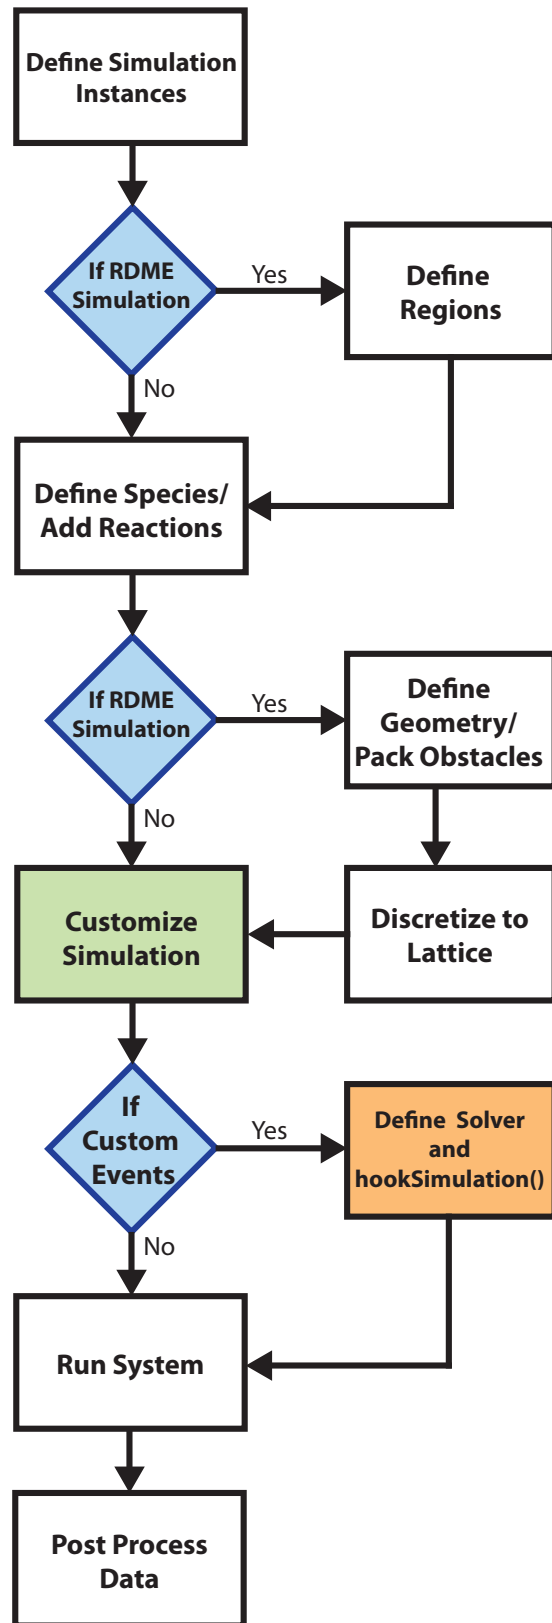 Define Simulation
Instances
If RDME
Simulation
Yes
Define
Regions
No
Define Species/
Add Reactions
If RDME
Simulation
Yes
Define
Geometry/
Pack Obstacles
No
Customize
Simulation
Discretize to
Lattice
If
Custom
Events
Yes
Define Solver
and
hookSimulation()
No
Run System
Post Process
Data